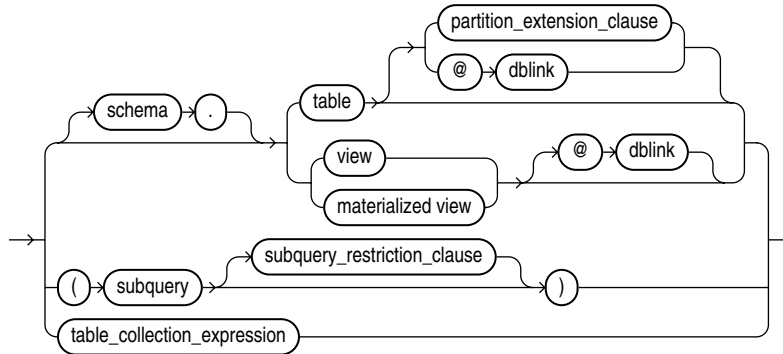 partition_extension_clause
@ dblink
schema . table
view @ dblink
materialized view
subquery_restriction_clause
( subquery )
table_collection_expression